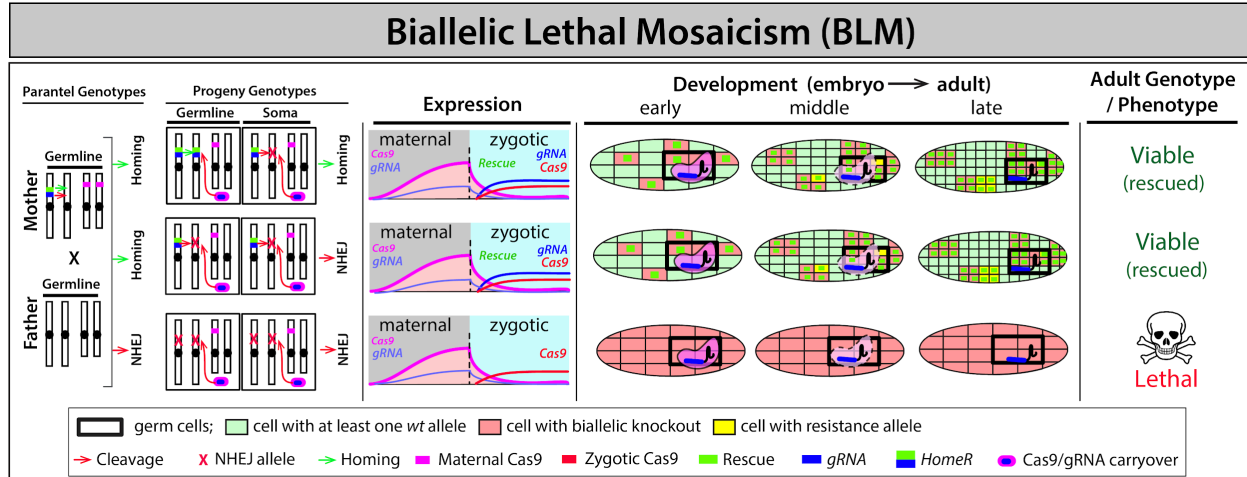 Biallelic Lethal Mosaicism (BLM)
Parantel Genotypes
Progeny Genotypes
Germline
Soma
Expression
Development (embryo → adult)
early
middle
late
Adult Genotype
/ Phenotype
Mother
X
Father
Germline
Germline
Homing
Homing
NHEJ
Homing
NHEJ
NHEJ
maternal
zygotic
Cas9
gRNA
Rescue
gRNA
Cas9
Viable
(rescued)
maternal
zygotic
Cas9
gRNA
Rescue
gRNA
Cas9
Viable
(rescued)
maternal
zygotic
Cas9
gRNA
Cas9
Lethal
germ cells;
cell with at least one wt allele
cell with biallelic knockout
cell with resistance allele
Cleavage
X NHEJ allele
Homing
Maternal Cas9
Zygotic Cas9
Rescue
gRNA
HomeR
Cas9/gRNA carryover